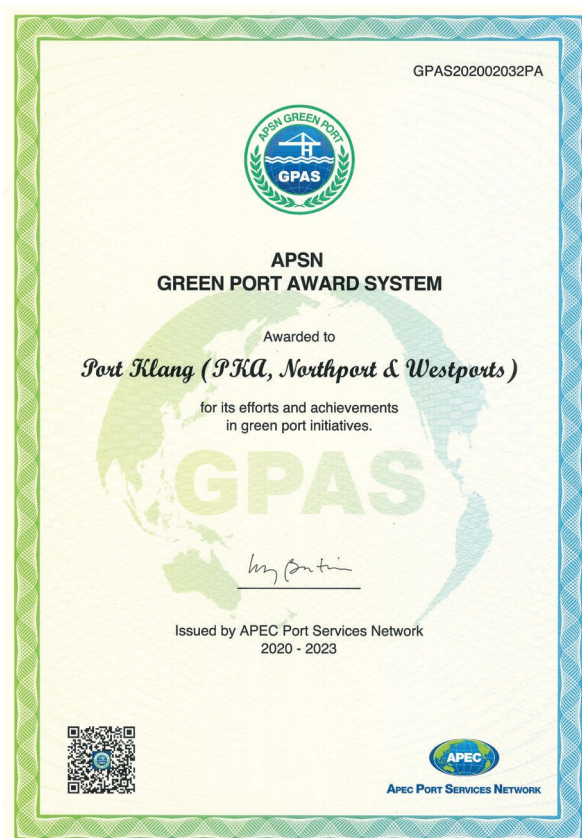 GPAS202002032PA
APSN GREEN PORT
GPAS
APSN
GREEN PORT AWARD SYSTEM
Awarded to
Port Klang (PKA, Northport & Westports)
for its efforts and achievements
in green port initiatives.
GPAS
Issued by APEC Port Services Network
2020 - 2023
APEC
APEC PORT SERVICES NETWORK